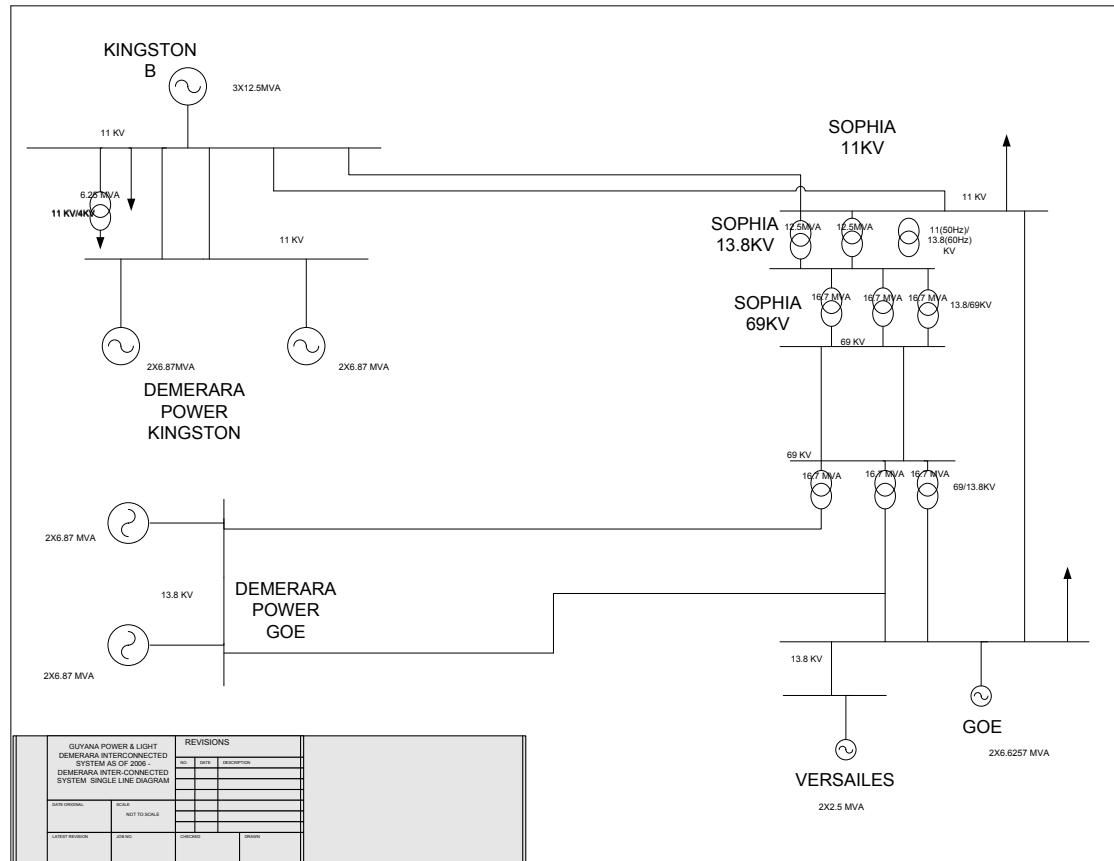 KINGSTON
B
3X12.5MVA
11 KV
6.25 MVA
11 KV/4KV
11 KV
2X6.87MVA
2X6.87 MVA
DEMERARA
POWER
KINGSTON
SOPHIA
11KV
11 KV
SOPHIA
13.8KV
12.5MVA
12.5MVA
11(50Hz)/
13.8(60Hz)
KV
SOPHIA
69KV
16.7 MVA
16.7 MVA
16.7 MVA
13.8/69KV
69 KV
69 KV
16.7 MVA
16.7 MVA
16.7 MVA
69/13.8KV
2X6.87 MVA
13.8 KV
DEMERARA
POWER
GOE
2X6.87 MVA
13.8 KV
GOE
2X6.6257 MVA
VERSAILES
2X2.5 MVA
GUYANA POWER & LIGHT
DEMERARA INTERCONNECTED
SYSTEM AS OF 2006 -
DEMERARA INTER-CONNECTED
SYSTEM SINGLE LINE DIAGRAM
REVISIONS
NO. DATE DESCRIPTION
DATE ORIGINAL SCALE
NOT TO SCALE
LATEST REVISION JOB NO. CHECKED DRAWN